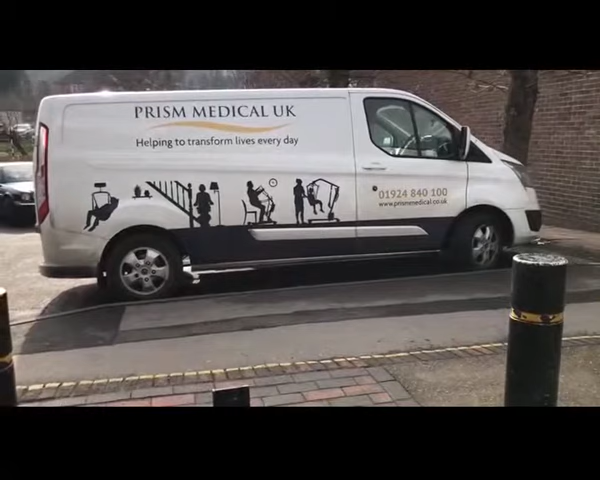 PRISM MEDICAL UK
Helping to transform lives every day
01924 840 100
www.prismmedical.co.uk